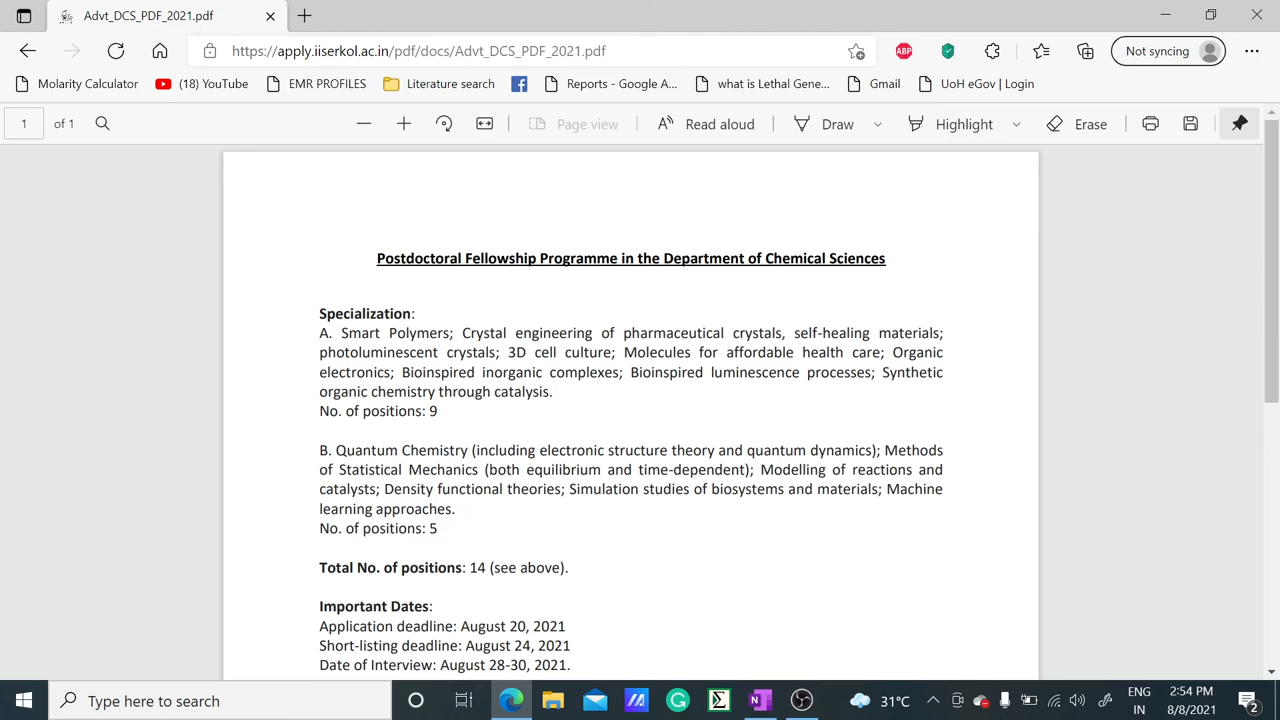 Advt_DCS_PDF_2021.pdf
https://apply.iiserkol.ac.in/pdf/docs/Advt_DCS_PDF_2021.pdf
ABP
Not syncing
Molarity Calculator
(18) YouTube
EMR PROFILES
Literature search
Reports - Google A...
what is Lethal Gene...
Gmail
UoH eGov | Login
1 of 1
Page view
Read aloud
Draw
Highlight
Erase
Postdoctoral Fellowship Programme in the Department of Chemical Sciences
Specialization:
A. Smart Polymers; Crystal engineering of pharmaceutical crystals, self-healing materials;
photoluminescent crystals; 3D cell culture; Molecules for affordable health care; Organic
electronics; Bioinspired inorganic complexes; Bioinspired luminescence processes; Synthetic
organic chemistry through catalysis.
No. of positions: 9
B. Quantum Chemistry (including electronic structure theory and quantum dynamics); Methods
of Statistical Mechanics (both equilibrium and time-dependent); Modelling of reactions and
catalysts; Density functional theories; Simulation studies of biosystems and materials; Machine
learning approaches.
No. of positions: 5
Total No. of positions: 14 (see above).
Important Dates:
Application deadline: August 20, 2021
Short-listing deadline: August 24, 2021
Date of Interview: August 28-30, 2021.
Type here to search
31°C
ENG
IN
2:54 PM
8/8/2021
2